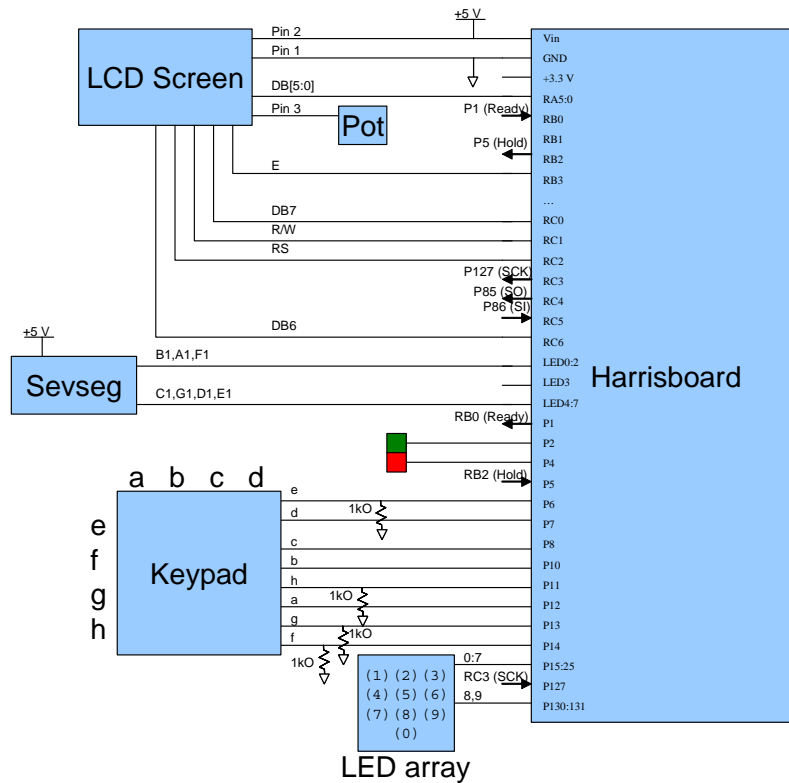 +5 V
Pin 2
Vin
Pin 1
GND
LCD Screen
+3.3 V
DB[5:0]
RA5:0
Pin 3
P1 (Ready)
RB0
Pot
RB1
P5 (Hold)
RB2
E
RB3
...
DB7
RC0
R/W
RC1
RS
RC2
P127 (SCK)
RC3
P85 (SO)
RC4
P86 (SI)
RC5
DB6
RC6
+5 V
B1,A1,F1
LED0:2
Sevseg
LED3
Harrisboard
C1,G1,D1,E1
LED4:7
RB0 (Ready)
P1
P2
P4
RB2 (Hold)
P5
a b c d
e
P6
1kO
e
d
P7
c
P8
f
b
P10
Keypad
h
P11
g
a
P12
1kO
g
P13
h
1kO
f
P14
1kO
0:7
P15:25
(1) (2) (3)
RC3 (SCK)
P127
(4) (5) (6)
8,9
P130:131
(7) (8) (9)
(0)
LED array